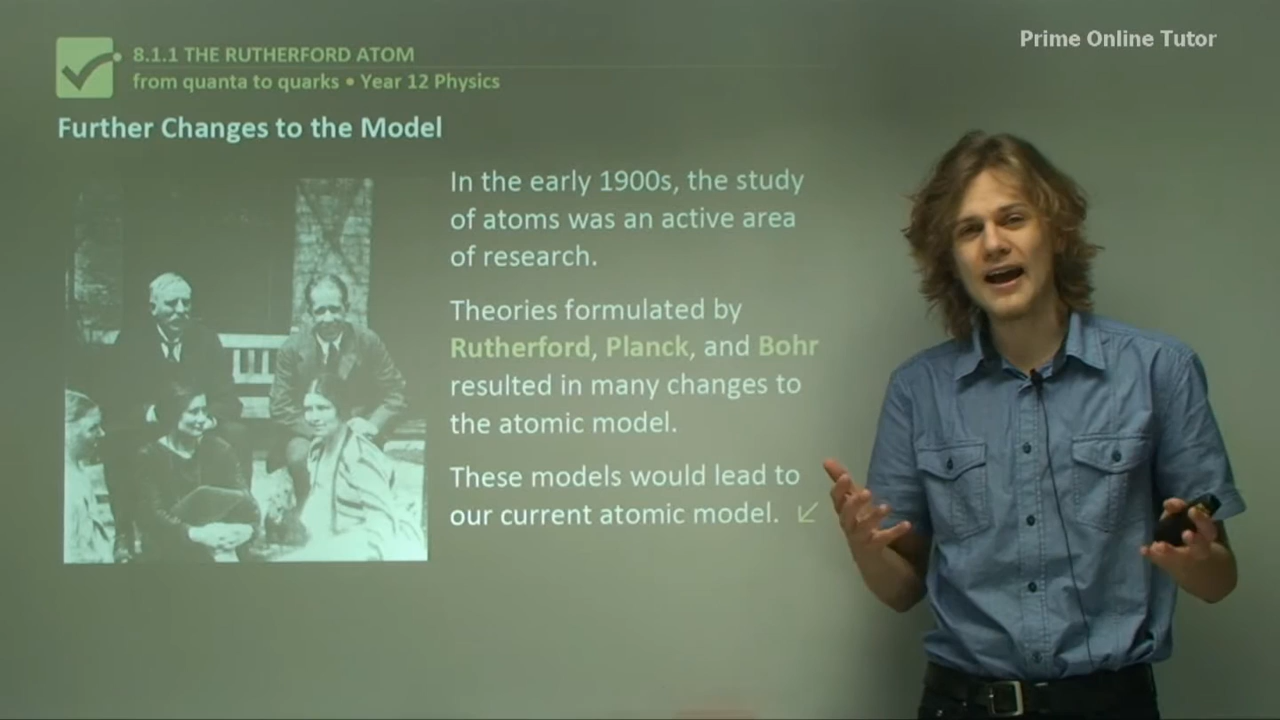 Prime Online Tutor
8.1.1 THE RUTHERFORD ATOM
from quanta to quarks • Year 12 Physics
Further Changes to the Model
In the early 1900s, the study
of atoms was an active area
of research.
Theories formulated by
Rutherford, Planck, and Bohr
resulted in many changes to
the atomic model.
These models would lead to
our current atomic model.